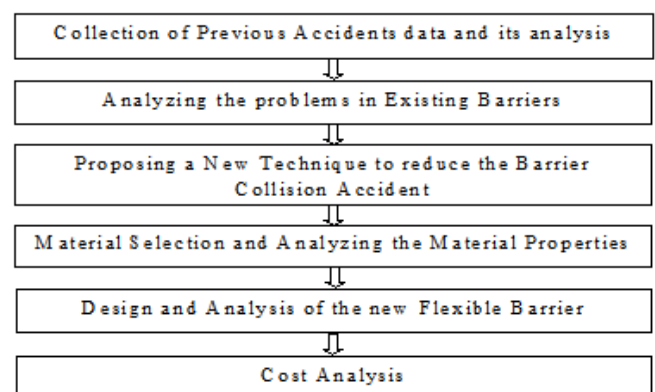 Collection of Previous Accidents data and its analysis
Analyzing the problems in Existing Barriers
Proposing a New Technique to reduce the Barrier
Collision Accident
Material Selection and Analyzing the Material Properties
Design and Analysis of the new Flexible Barrier
Cost Analysis